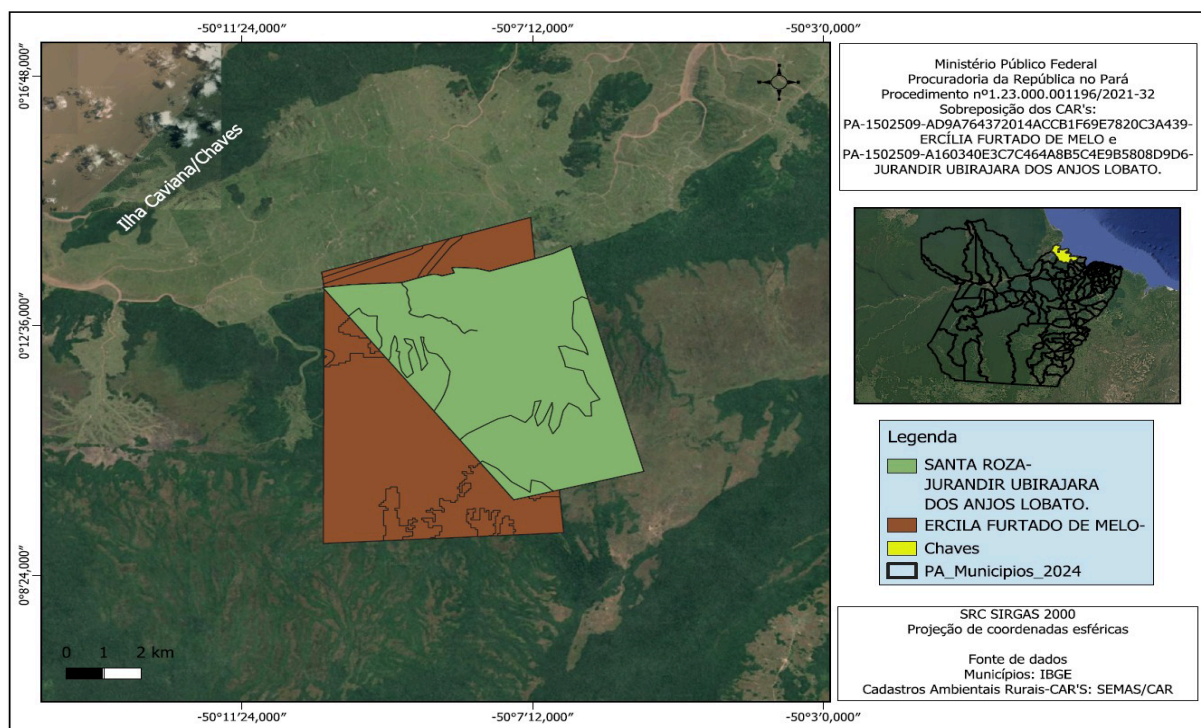 -50°11'24,000"
-50°7'12,000"
-50°3'0,000"
0°16'48,000"
0°12'36,000"
0°8'24,000"
Ilha Caviana/Chaves
0 1 2 km
-50°11'24,000"
-50°7'12,000"
-50°3'0,000"
Ministério Público Federal
Procuradoria da República no Pará
Procedimento nº1.23.000.001196/2021-32
Sobreposição dos CAR's:
PA-1502509-AD9A764372014ACCB1F69E7820C3A439-
ERCÍLIA FURTADO DE MELO e
PA-1502509-A160340E3C7C464A8B5C4E9B5808D9D6-
JURANDIR UBIRAJARA DOS ANJOS LOBATO.
Legenda
SANTA ROZA-
JURANDIR UBIRAJARA
DOS ANJOS LOBATO.
ERCILA FURTADO DE MELO-
Chaves
PA_Municipios_2024
SRC SIRGAS 2000
Projeção de coordenadas esféricas
Fonte de dados
Municípios: IBGE
Cadastros Ambientais Rurais-CAR'S: SEMAS/CAR